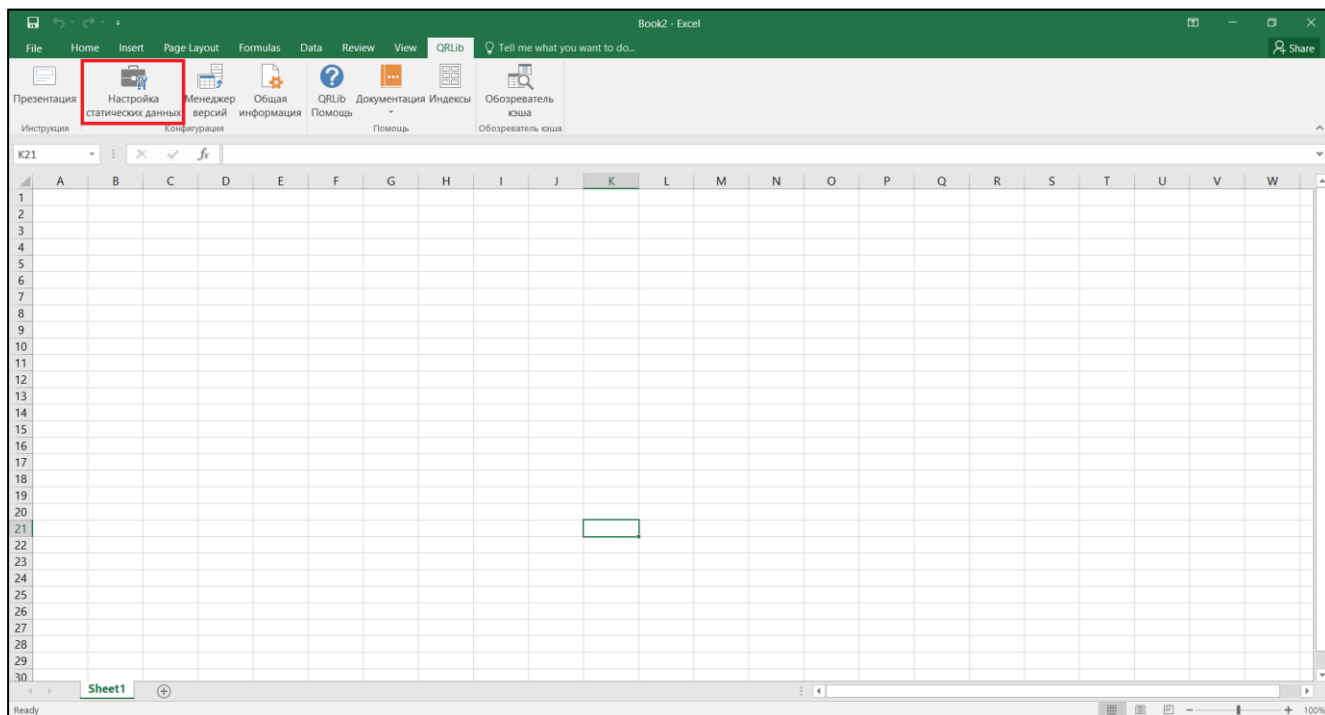 Book2 - Excel
File Home Insert Page Layout Formulas Data Review View QRLib Tell me what you want to do... Share
Презентация
Настройка статических данных
Менеджер версий
Общая информация
QRLib Помощь
Документация
Индексы
Обозреватель кэша
Инструкция Конфигурация Помощь Обозреватель кэша
K21 fx
A B C D E F G H I J K L M N O P Q R S T U V W
1
2
3
4
5
6
7
8
9
10
11
12
13
14
15
16
17
18
19
20
21
22
23
24
25
26
27
28
29
30
Sheet1
Ready 100%